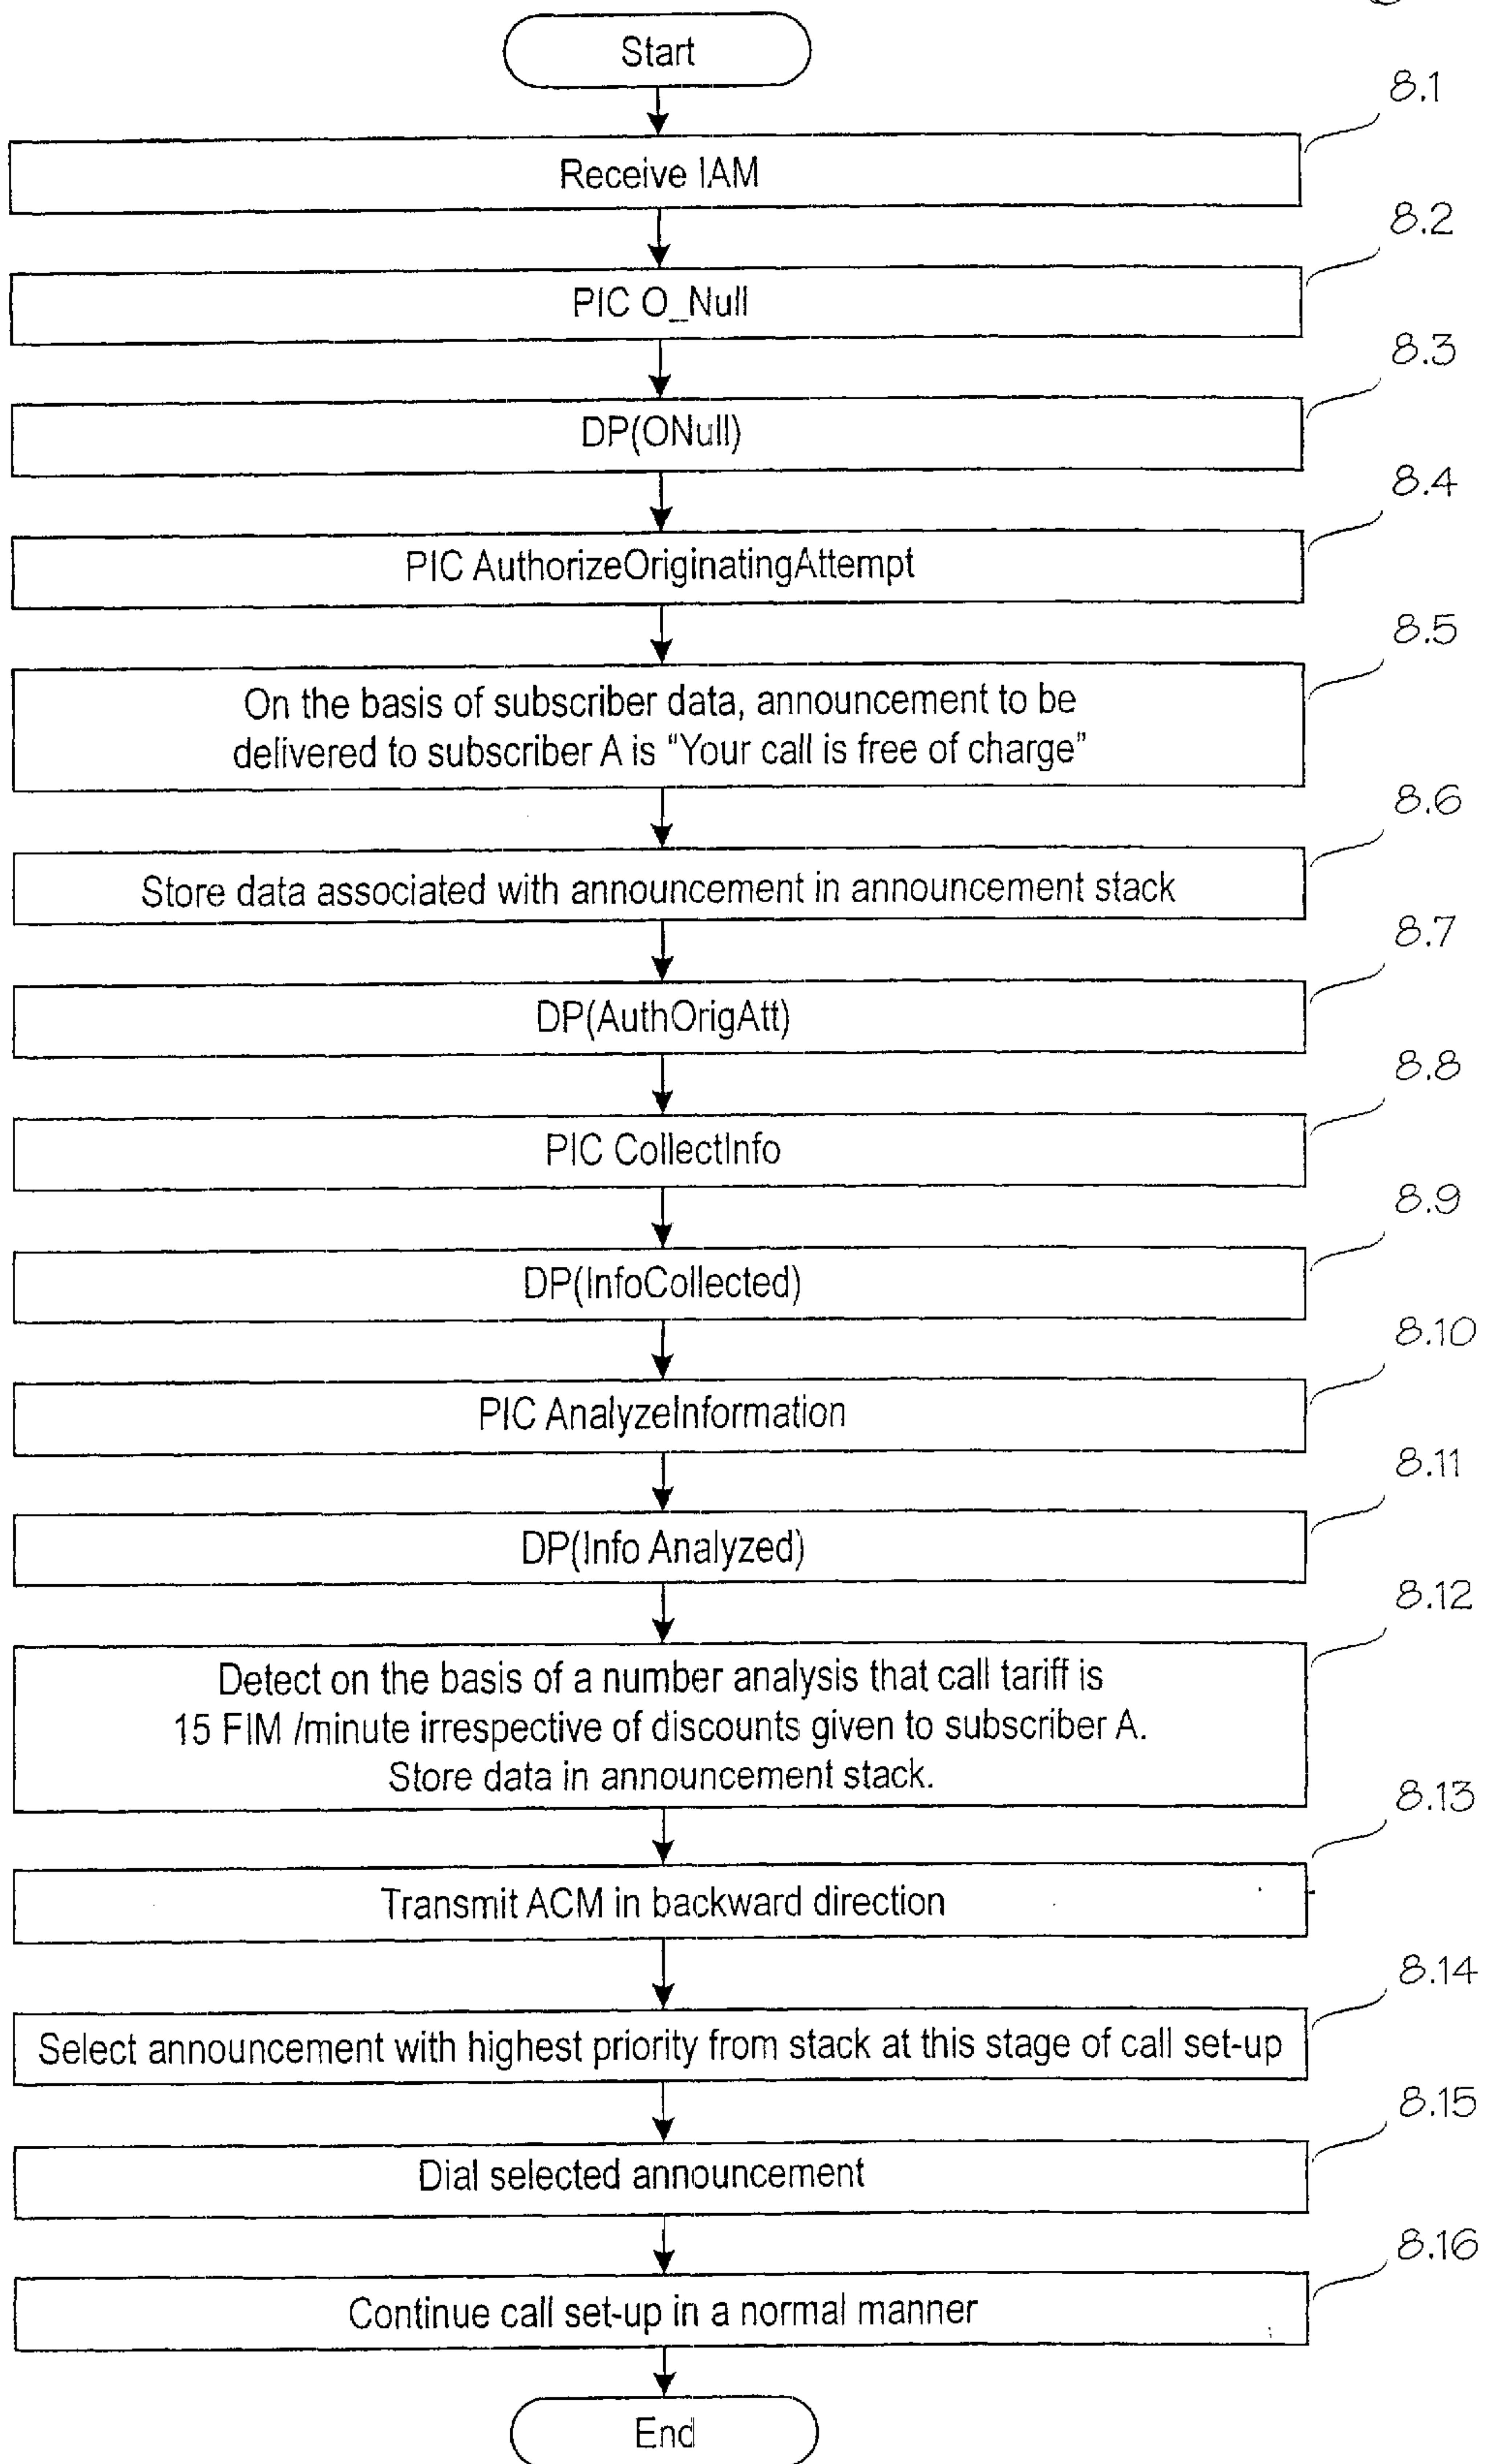 Start
8.1
Receive IAM
8.2
PIC O_Null
8.3
DP(ONull)
8.4
PIC AuthorizeOriginatingAttempt
8.5
On the basis of subscriber data, announcement to be
delivered to subscriber A is "Your call is free of charge"
8.6
Store data associated with announcement in announcement stack
8.7
DP(AuthOrigAtt)
8.8
PIC CollectInfo
8.9
DP(InfoCollected)
8.10
PIC AnalyzeInformation
8.11
DP(Info Analyzed)
8.12
Detect on the basis of a number analysis that call tariff is
15 FIM /minute irrespective of discounts given to subscriber A.
Store data in announcement stack.
8.13
Transmit ACM in backward direction
8.14
Select announcement with highest priority from stack at this stage of call set-up
8.15
Dial selected announcement
8.16
Continue call set-up in a normal manner
End